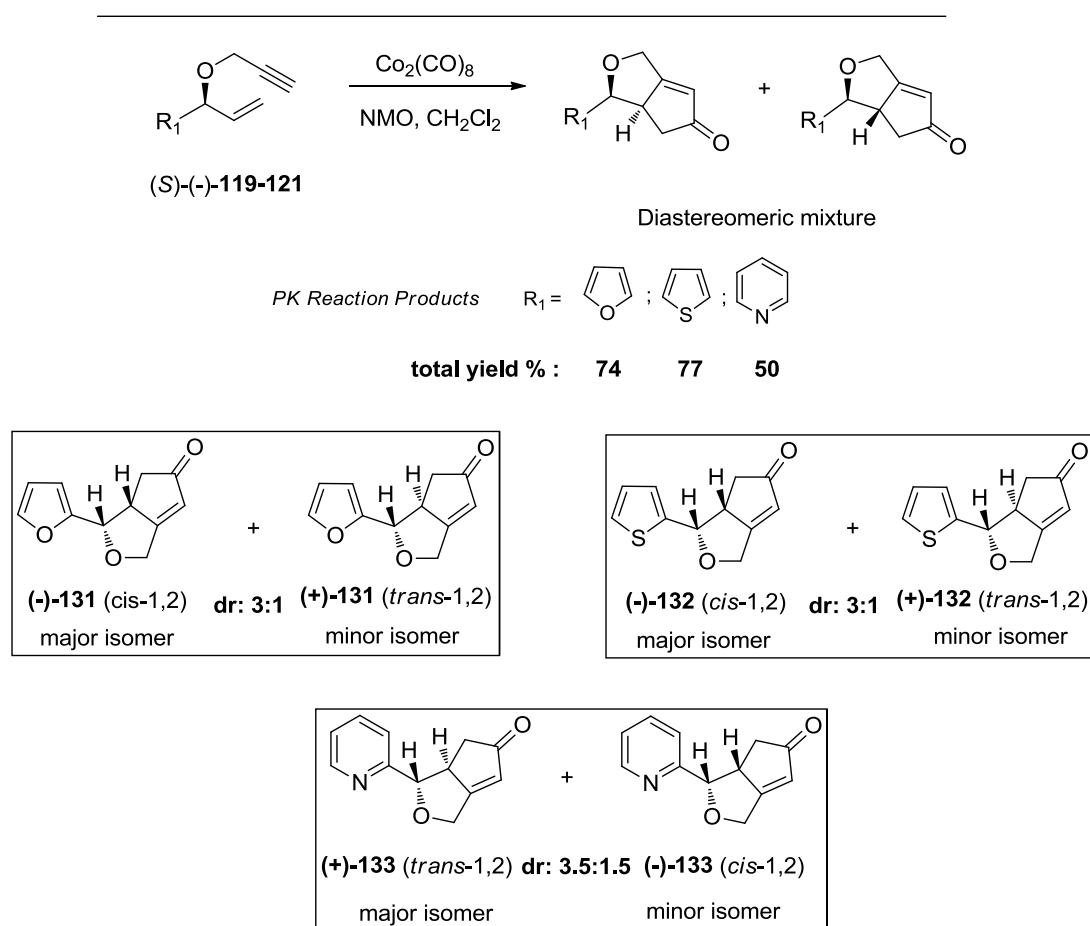 O
R₁
Co₂(CO)₈
NMO, CH₂Cl₂
O
R₁
H
O
+
O
R₁
H
O
(S)-(-)-119-121
Diastereomeric mixture
PK Reaction Products R₁ = O ; S ; N
total yield % : 74 77 50
O H H O O
+
O H H O O
(-)-131 (cis-1,2) dr: 3:1 (+)-131 (trans-1,2)
major isomer minor isomer
S H H O O
+
S H H O O
(-)-132 (cis-1,2) dr: 3:1 (+)-132 (trans-1,2)
major isomer minor isomer
N H H O O
+
N H H O O
(+)-133 (trans-1,2) dr: 3.5:1.5 (-)-133 (cis-1,2)
major isomer minor isomer